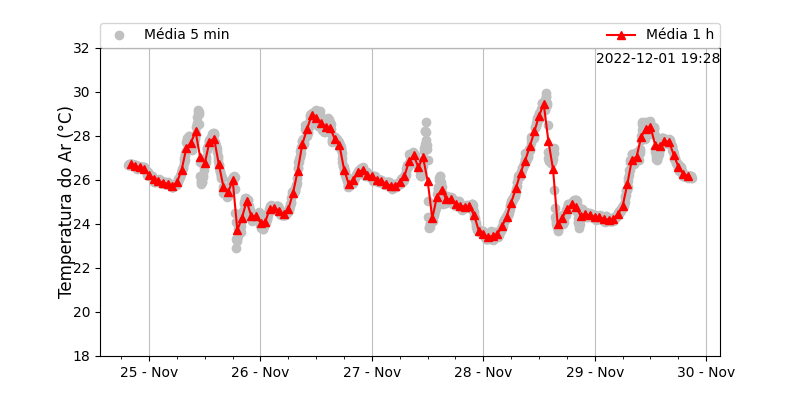 Média 5 min
Média 1 h
2022-12-01 19:28
Temperatura do Ar (°C)
32
30
28
26
24
22
20
18
25 - Nov
26 - Nov
27 - Nov
28 - Nov
29 - Nov
30 - Nov